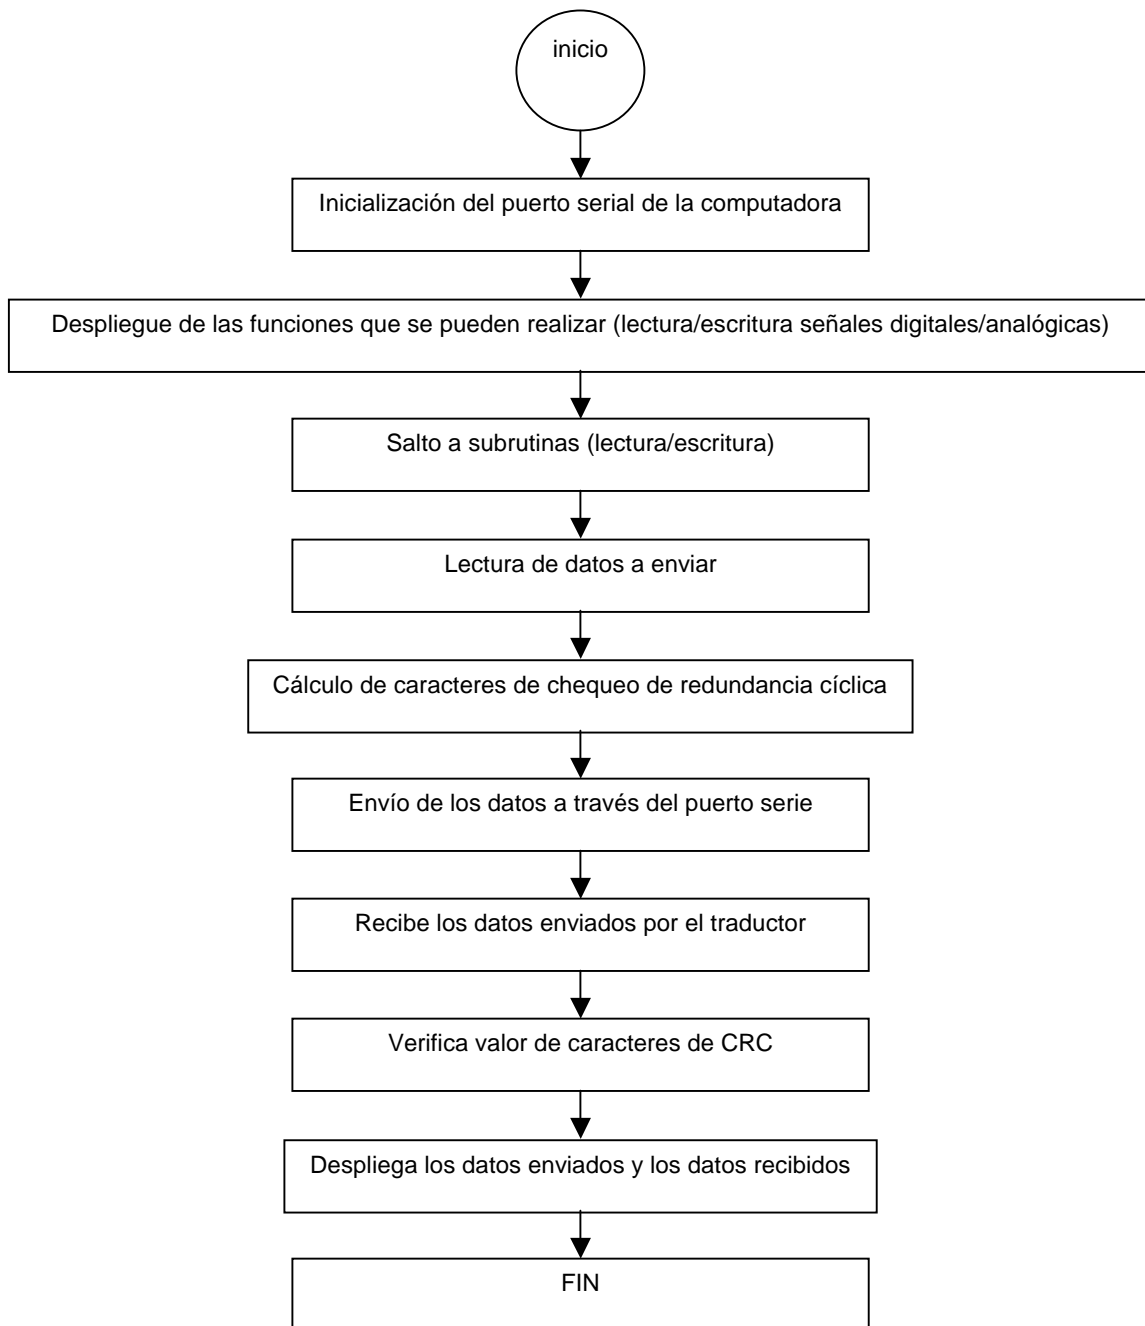 inicio
Inicialización del puerto serial de la computadora
Despliegue de las funciones que se pueden realizar (lectura/escritura señales digitales/analógicas)
Salto a subrutinas (lectura/escritura)
Lectura de datos a enviar
Cálculo de caracteres de chequeo de redundancia cíclica
Envío de los datos a través del puerto serie
Recibe los datos enviados por el traductor
Verifica valor de caracteres de CRC
Despliega los datos enviados y los datos recibidos
FIN